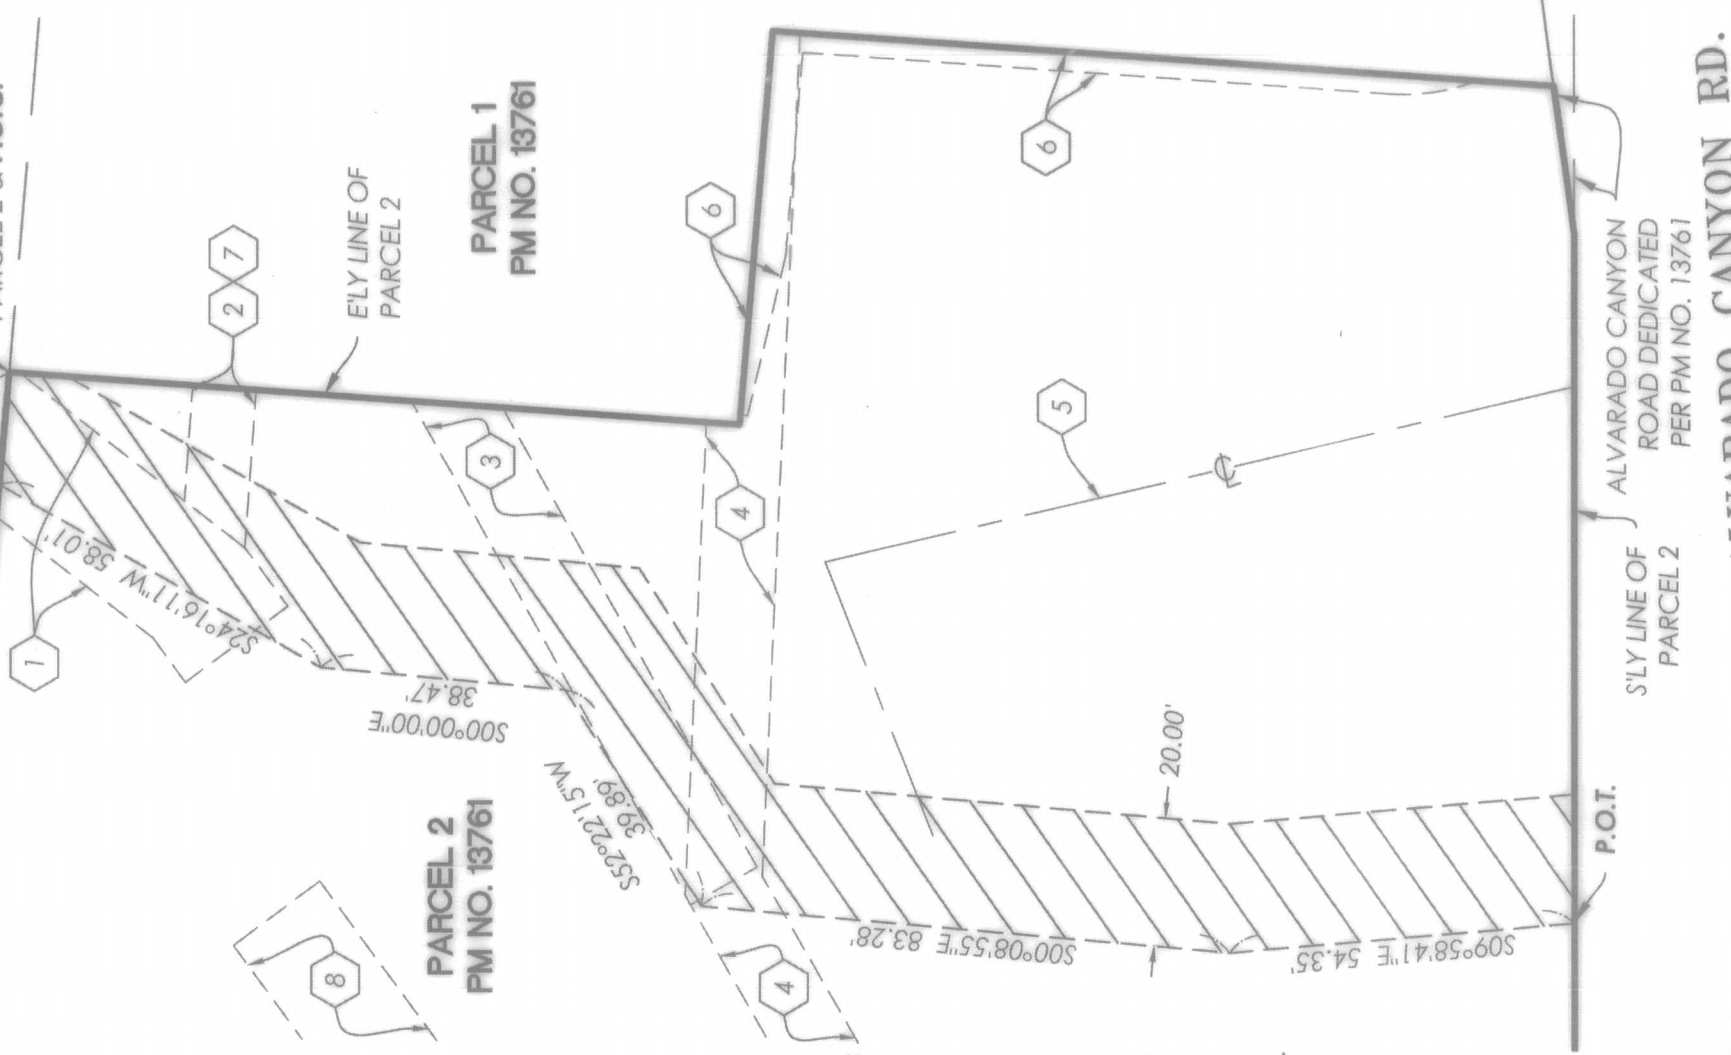 1
S24°16'11"W 58.01'
2
7
E'LY LINE OF
PARCEL 2
PARCEL 1
PM NO. 13761
6
6
3
4
5
℄
S00°00'00"E
38.47'
S52°22'15"W
39.89'
PARCEL 2
PM NO. 13761
8
4
S00°08'55"E 83.28'
20.00'
S09°58'41"E 54.35'
P.O.T.
S'LY LINE OF
PARCEL 2
ALVARADO CANYON
ROAD DEDICATED
PER PM NO. 13761
CANYON RD.